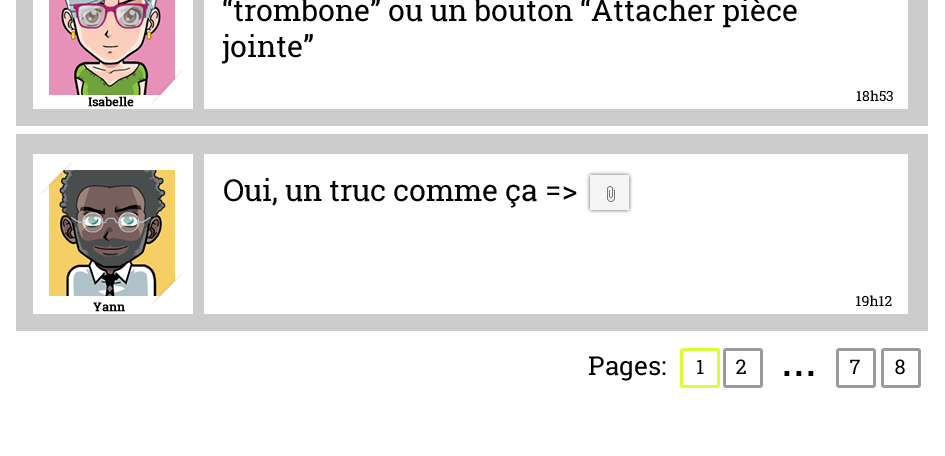 “trombone” ou un bouton “Attacher pièce
jointe”
Isabelle
18h53
Oui, un truc comme ça =>
Yann
19h12
Pages: 1 2 ... 7 8